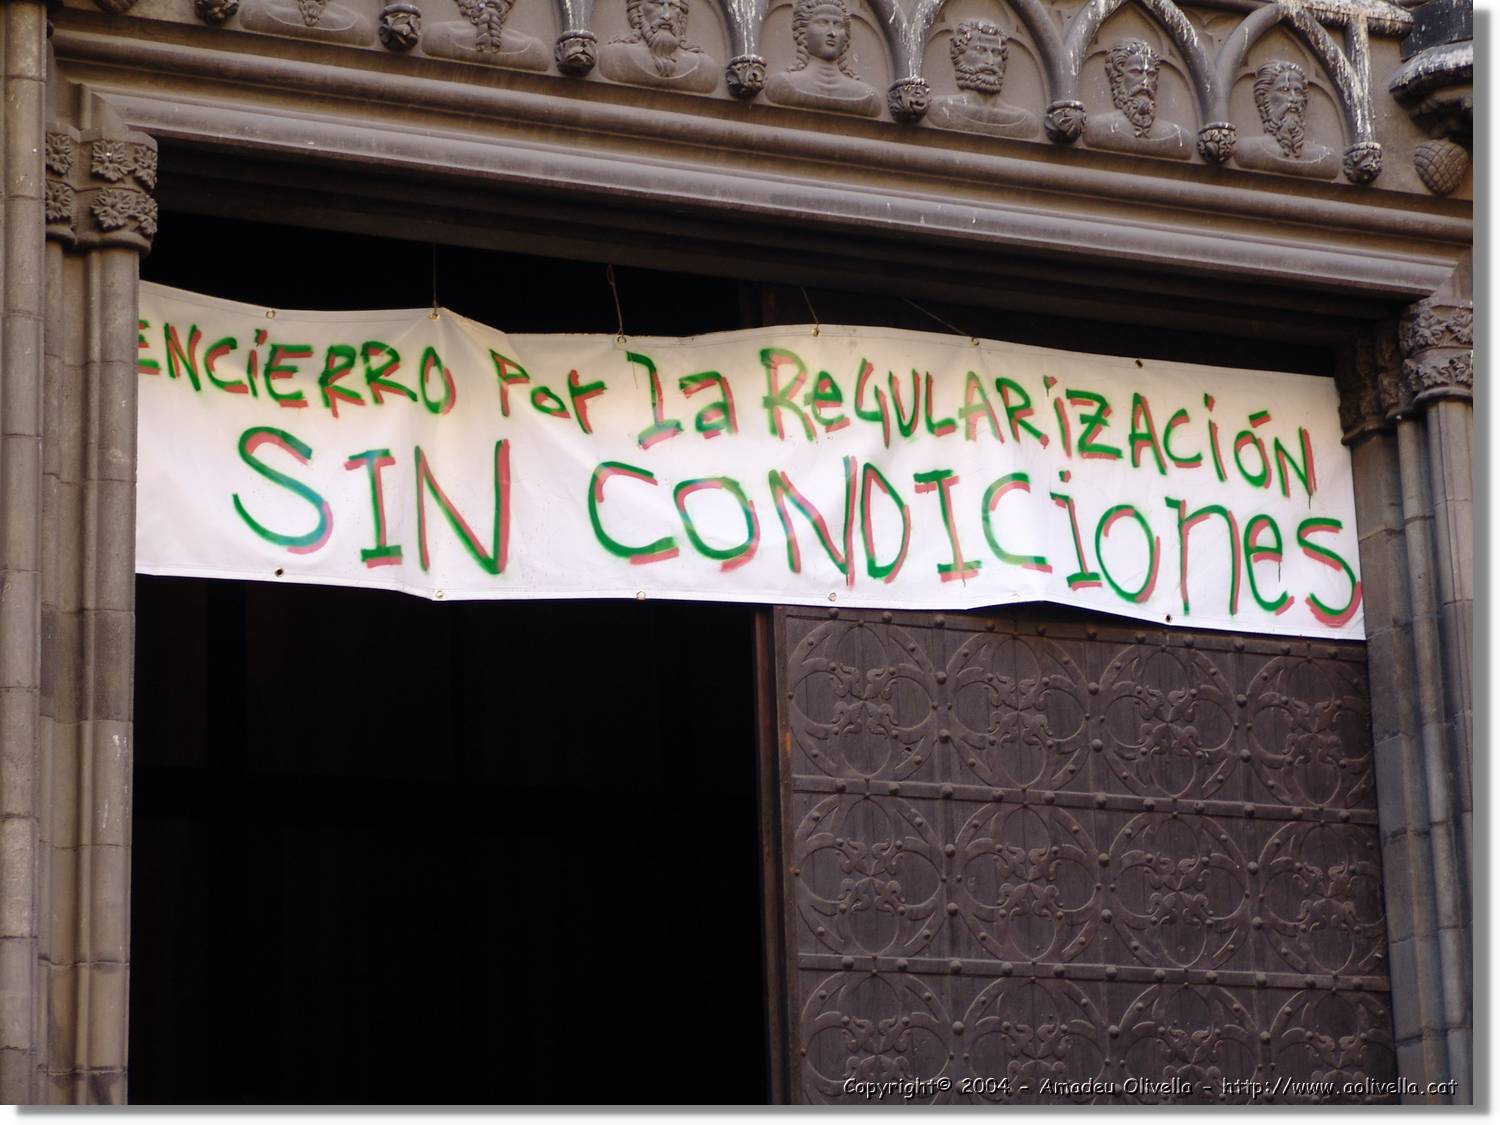 ENCiERRO Por la ReGULARiZACiÓN
SIN CONDICiOnes
Copyright© 2004 - Amadeu Olivella - http://www.aolivella.cat